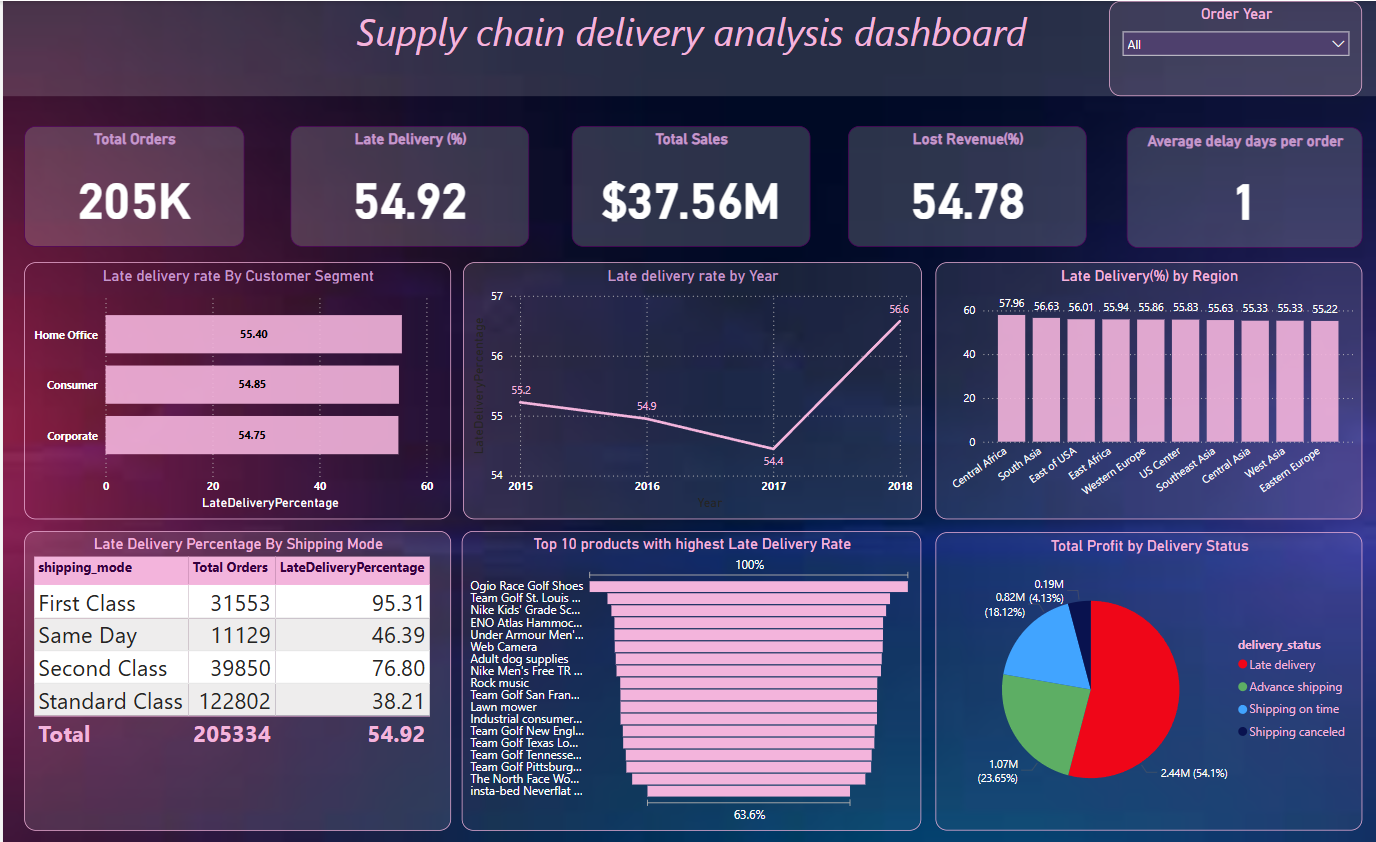 Supply chain delivery analysis dashboard
Order Year
All
Total Orders
205K
Late Delivery (%)
54.92
Total Sales
$37.56M
Lost Revenue(%)
54.78
Average delay days per order
1
Late delivery rate By Customer Segment
Home Office
55.40
Consumer
54.85
Corporate
54.75
0 20 40 60
LateDeliveryPercentage
Late delivery rate by Year
LateDeliveryPercentage
57
56
55
54
55.2
54.9
54.4
56.6
2015 2016 2017 2018
Year
Late Delivery(%) by Region
60
40
20
0
57.96 56.63 56.01 55.94 55.86 55.83 55.63 55.33 55.33 55.22
Central Africa
South Asia
East of USA
East Africa
Western Europe
US Center
Southeast Asia
Central Asia
West Asia
Eastern Europe
Late Delivery Percentage By Shipping Mode
shipping_mode Total Orders LateDeliveryPercentage
First Class 31553 95.31
Same Day 11129 46.39
Second Class 39850 76.80
Standard Class 122802 38.21
Total 205334 54.92
Top 10 products with highest Late Delivery Rate
100%
Ogio Race Golf Shoes
Team Golf St. Louis ...
Nike Kids' Grade Sc...
ENO Atlas Hammoc...
Under Armour Men'...
Web Camera
Adult dog supplies
Nike Men's Free TR ...
Rock music
Team Golf San Fran...
Lawn mower
Industrial consumer...
Team Golf New Engl...
Team Golf Texas Lo...
Team Golf Tennesse...
Team Golf Pittsburg...
The North Face Wo...
insta-bed Neverflat ...
63.6%
Total Profit by Delivery Status
0.19M
(4.13%)
0.82M
(18.12%)
1.07M
(23.65%)
2.44M (54.1%)
delivery_status
Late delivery
Advance shipping
Shipping on time
Shipping canceled